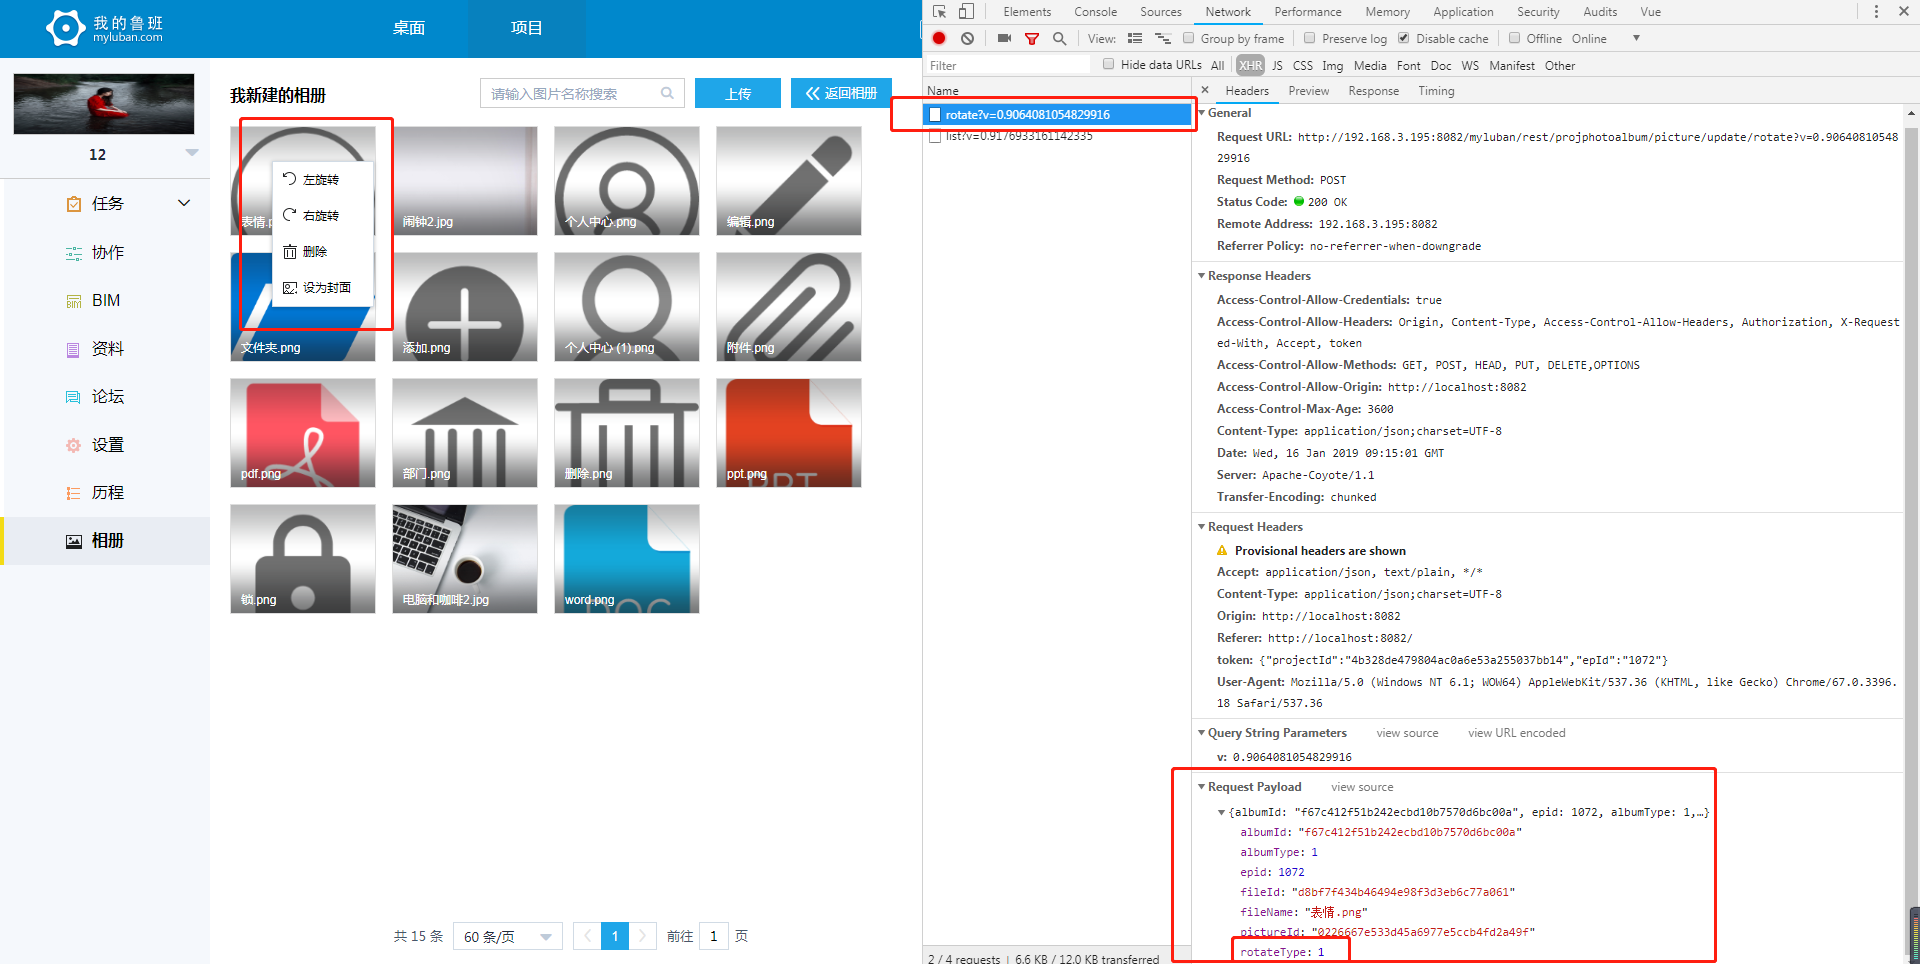 我的鲁班
myluban.com
桌面
项目
12
任务
协作
BIM
资料
论坛
设置
历程
相册
我新建的相册
请输入图片名称搜索
上传
返回相册
左旋转
右旋转
删除
设为封面
闹钟2.jpg
个人中心.png
编辑.png
文件夹.png
添加.png
个人中心 (1).png
附件.png
pdf.png
部门.png
删除.png
ppt.png
锁.png
电脑和咖啡2.jpg
word.png
共 15 条
60 条/页
1
前往
1
页
Elements Console Sources Network Performance Memory Application Security Audits Vue
View: Group by frame Preserve log Disable cache Offline Online
Filter Hide data URLs All XHR JS CSS Img Media Font Doc WS Manifest Other
Name
rotate?v=0.9064081054829916
list?v=0.9176933161142335
2 / 4 requests | 6.6 KB / 12.0 KB transferred
Headers Preview Response Timing
General
Request URL: http://192.168.3.195:8082/myluban/rest/projphotoalbum/picture/update/rotate?v=0.90640810548
29916
Request Method: POST
Status Code: 200 OK
Remote Address: 192.168.3.195:8082
Referrer Policy: no-referrer-when-downgrade
Response Headers
Access-Control-Allow-Credentials: true
Access-Control-Allow-Headers: Origin, Content-Type, Access-Control-Allow-Headers, Authorization, X-Request
ed-With, Accept, token
Access-Control-Allow-Methods: GET, POST, HEAD, PUT, DELETE,OPTIONS
Access-Control-Allow-Origin: http://localhost:8082
Access-Control-Max-Age: 3600
Content-Type: application/json;charset=UTF-8
Date: Wed, 16 Jan 2019 09:15:01 GMT
Server: Apache-Coyote/1.1
Transfer-Encoding: chunked
Request Headers
Provisional headers are shown
Accept: application/json, text/plain, */*
Content-Type: application/json;charset=UTF-8
Origin: http://localhost:8082
Referer: http://localhost:8082/
token: {"projectId":"4b328de479804ac0a6e53a255037bb14","epId":"1072"}
User-Agent: Mozilla/5.0 (Windows NT 6.1; WOW64) AppleWebKit/537.36 (KHTML, like Gecko) Chrome/67.0.3396.
18 Safari/537.36
Query String Parameters view source view URL encoded
v: 0.9064081054829916
Request Payload view source
{albumId: "f67c412f51b242ecbd10b7570d6bc00a", epid: 1072, albumType: 1,…}
albumId: "f67c412f51b242ecbd10b7570d6bc00a"
albumType: 1
epid: 1072
fileId: "d8bf7f434b46494e98f3d3eb6c77a061"
fileName: "表情.png"
pictureId: "0226667e533d45a6977e5ccb4fd2a49f"
rotateType: 1